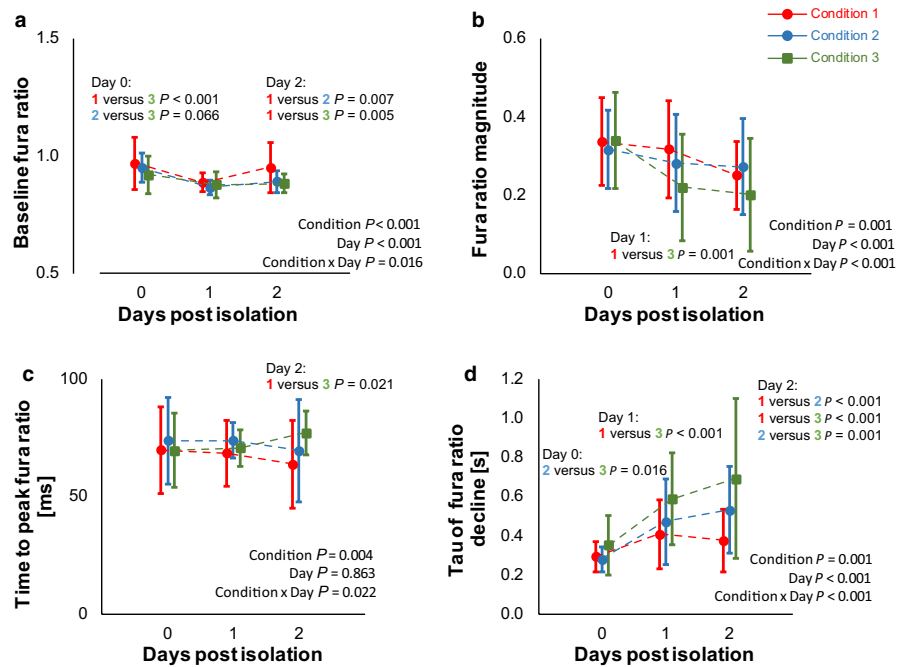 a
1.5
1.0
0.5
Baseline fura ratio
Day 0:
1 versus 3 P < 0.001
2 versus 3 P = 0.066
Day 2:
1 versus 2 P = 0.007
1 versus 3 P = 0.005
Condition P < 0.001
Day P < 0.001
Condition x Day P = 0.016
0 1 2
Days post isolation
b
Condition 1
Condition 2
Condition 3
0.6
0.4
0.2
0.0
Fura ratio magnitude
Day 1:
1 versus 3 P = 0.001
Condition P = 0.001
Day P < 0.001
Condition x Day P < 0.001
0 1 2
Days post isolation
c
100
50
0
Time to peak fura ratio
[ms]
Day 2:
1 versus 3 P = 0.021
Condition P = 0.004
Day P = 0.863
Condition x Day P = 0.022
0 1 2
Days post isolation
d
1.2
1.0
0.8
0.6
0.4
0.2
0.0
Tau of fura ratio
decline [s]
Day 0:
2 versus 3 P = 0.016
Day 1:
1 versus 3 P < 0.001
Day 2:
1 versus 2 P < 0.001
1 versus 3 P < 0.001
2 versus 3 P = 0.001
Condition P = 0.001
Day P < 0.001
Condition x Day P < 0.001
0 1 2
Days post isolation